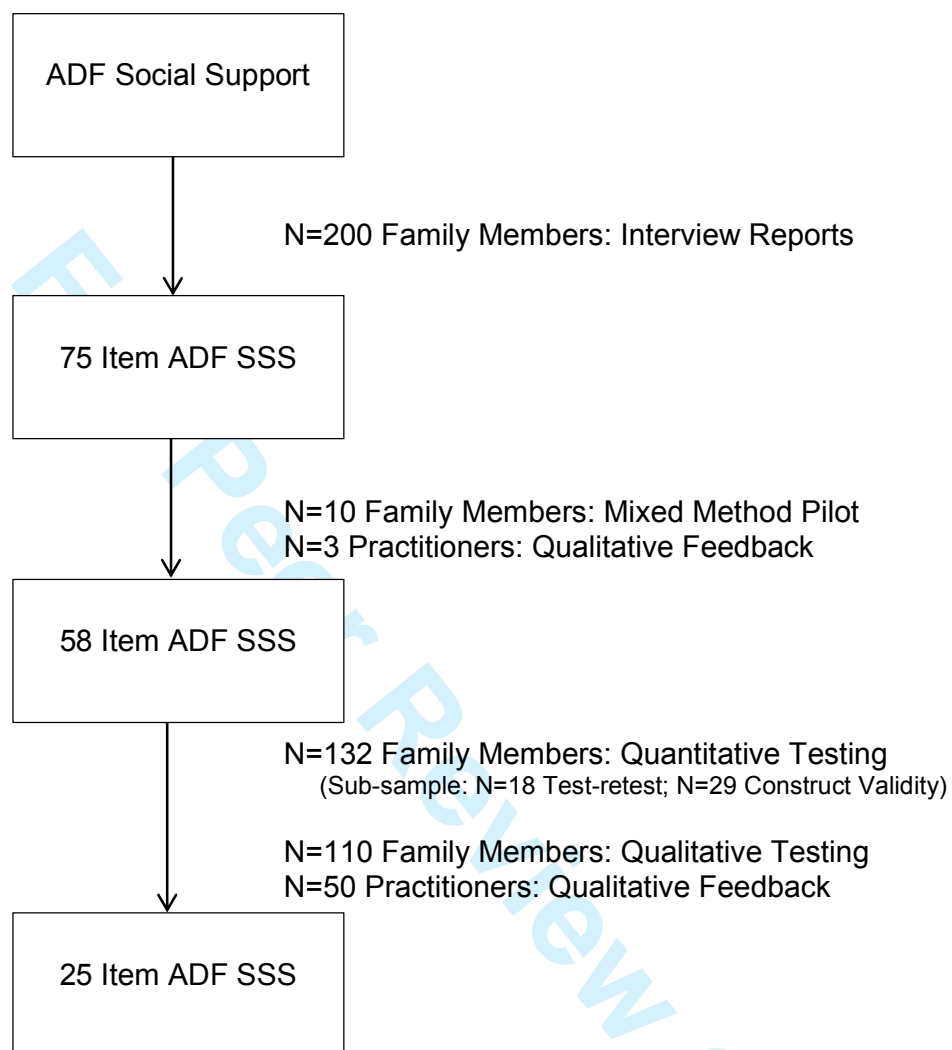 ADF Social Support
N=200 Family Members: Interview Reports
75 Item ADF SSS
N=10 Family Members: Mixed Method Pilot
N=3 Practitioners: Qualitative Feedback
58 Item ADF SSS
N=132 Family Members: Quantitative Testing
(Sub-sample: N=18 Test-retest; N=29 Construct Validity)
N=110 Family Members: Qualitative Testing
N=50 Practitioners: Qualitative Feedback
25 Item ADF SSS
Peer Review